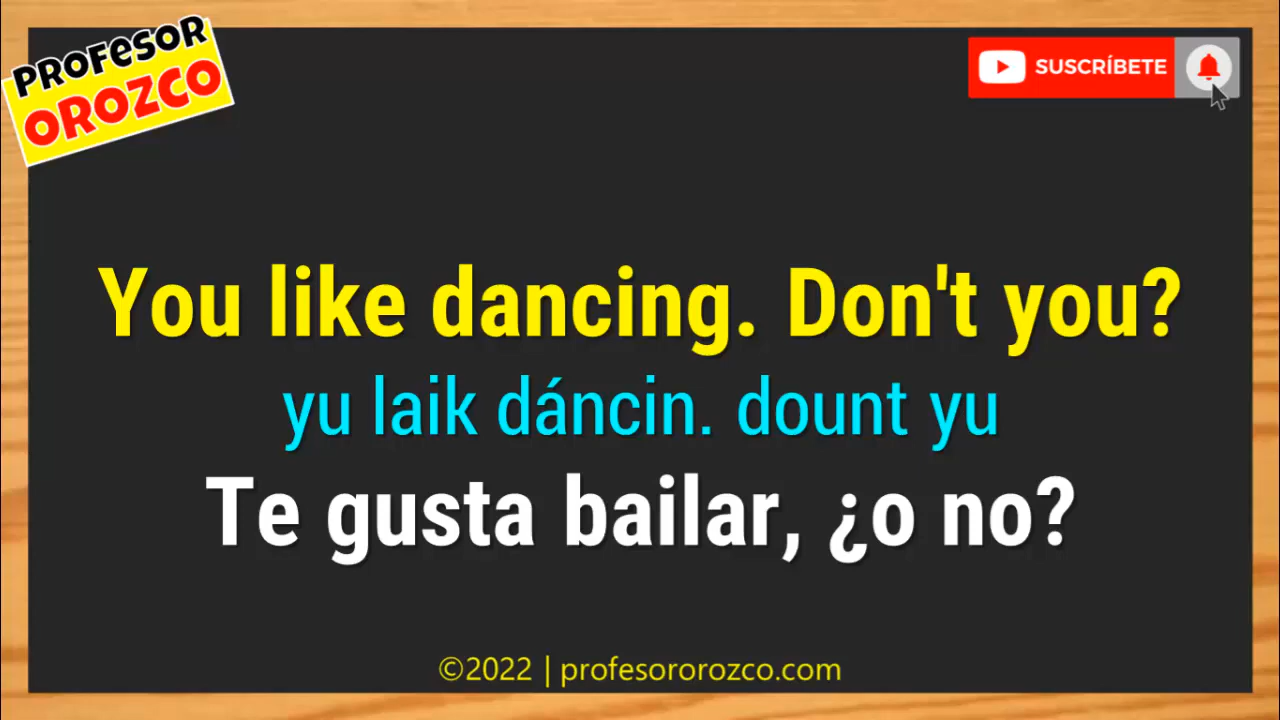 PROFESOR
OROZCO
SUSCRÍBETE
You like dancing. Don't you?
yu laik dáncin. dount yu
Te gusta bailar, ¿o no?
©2022 | profesororozco.com